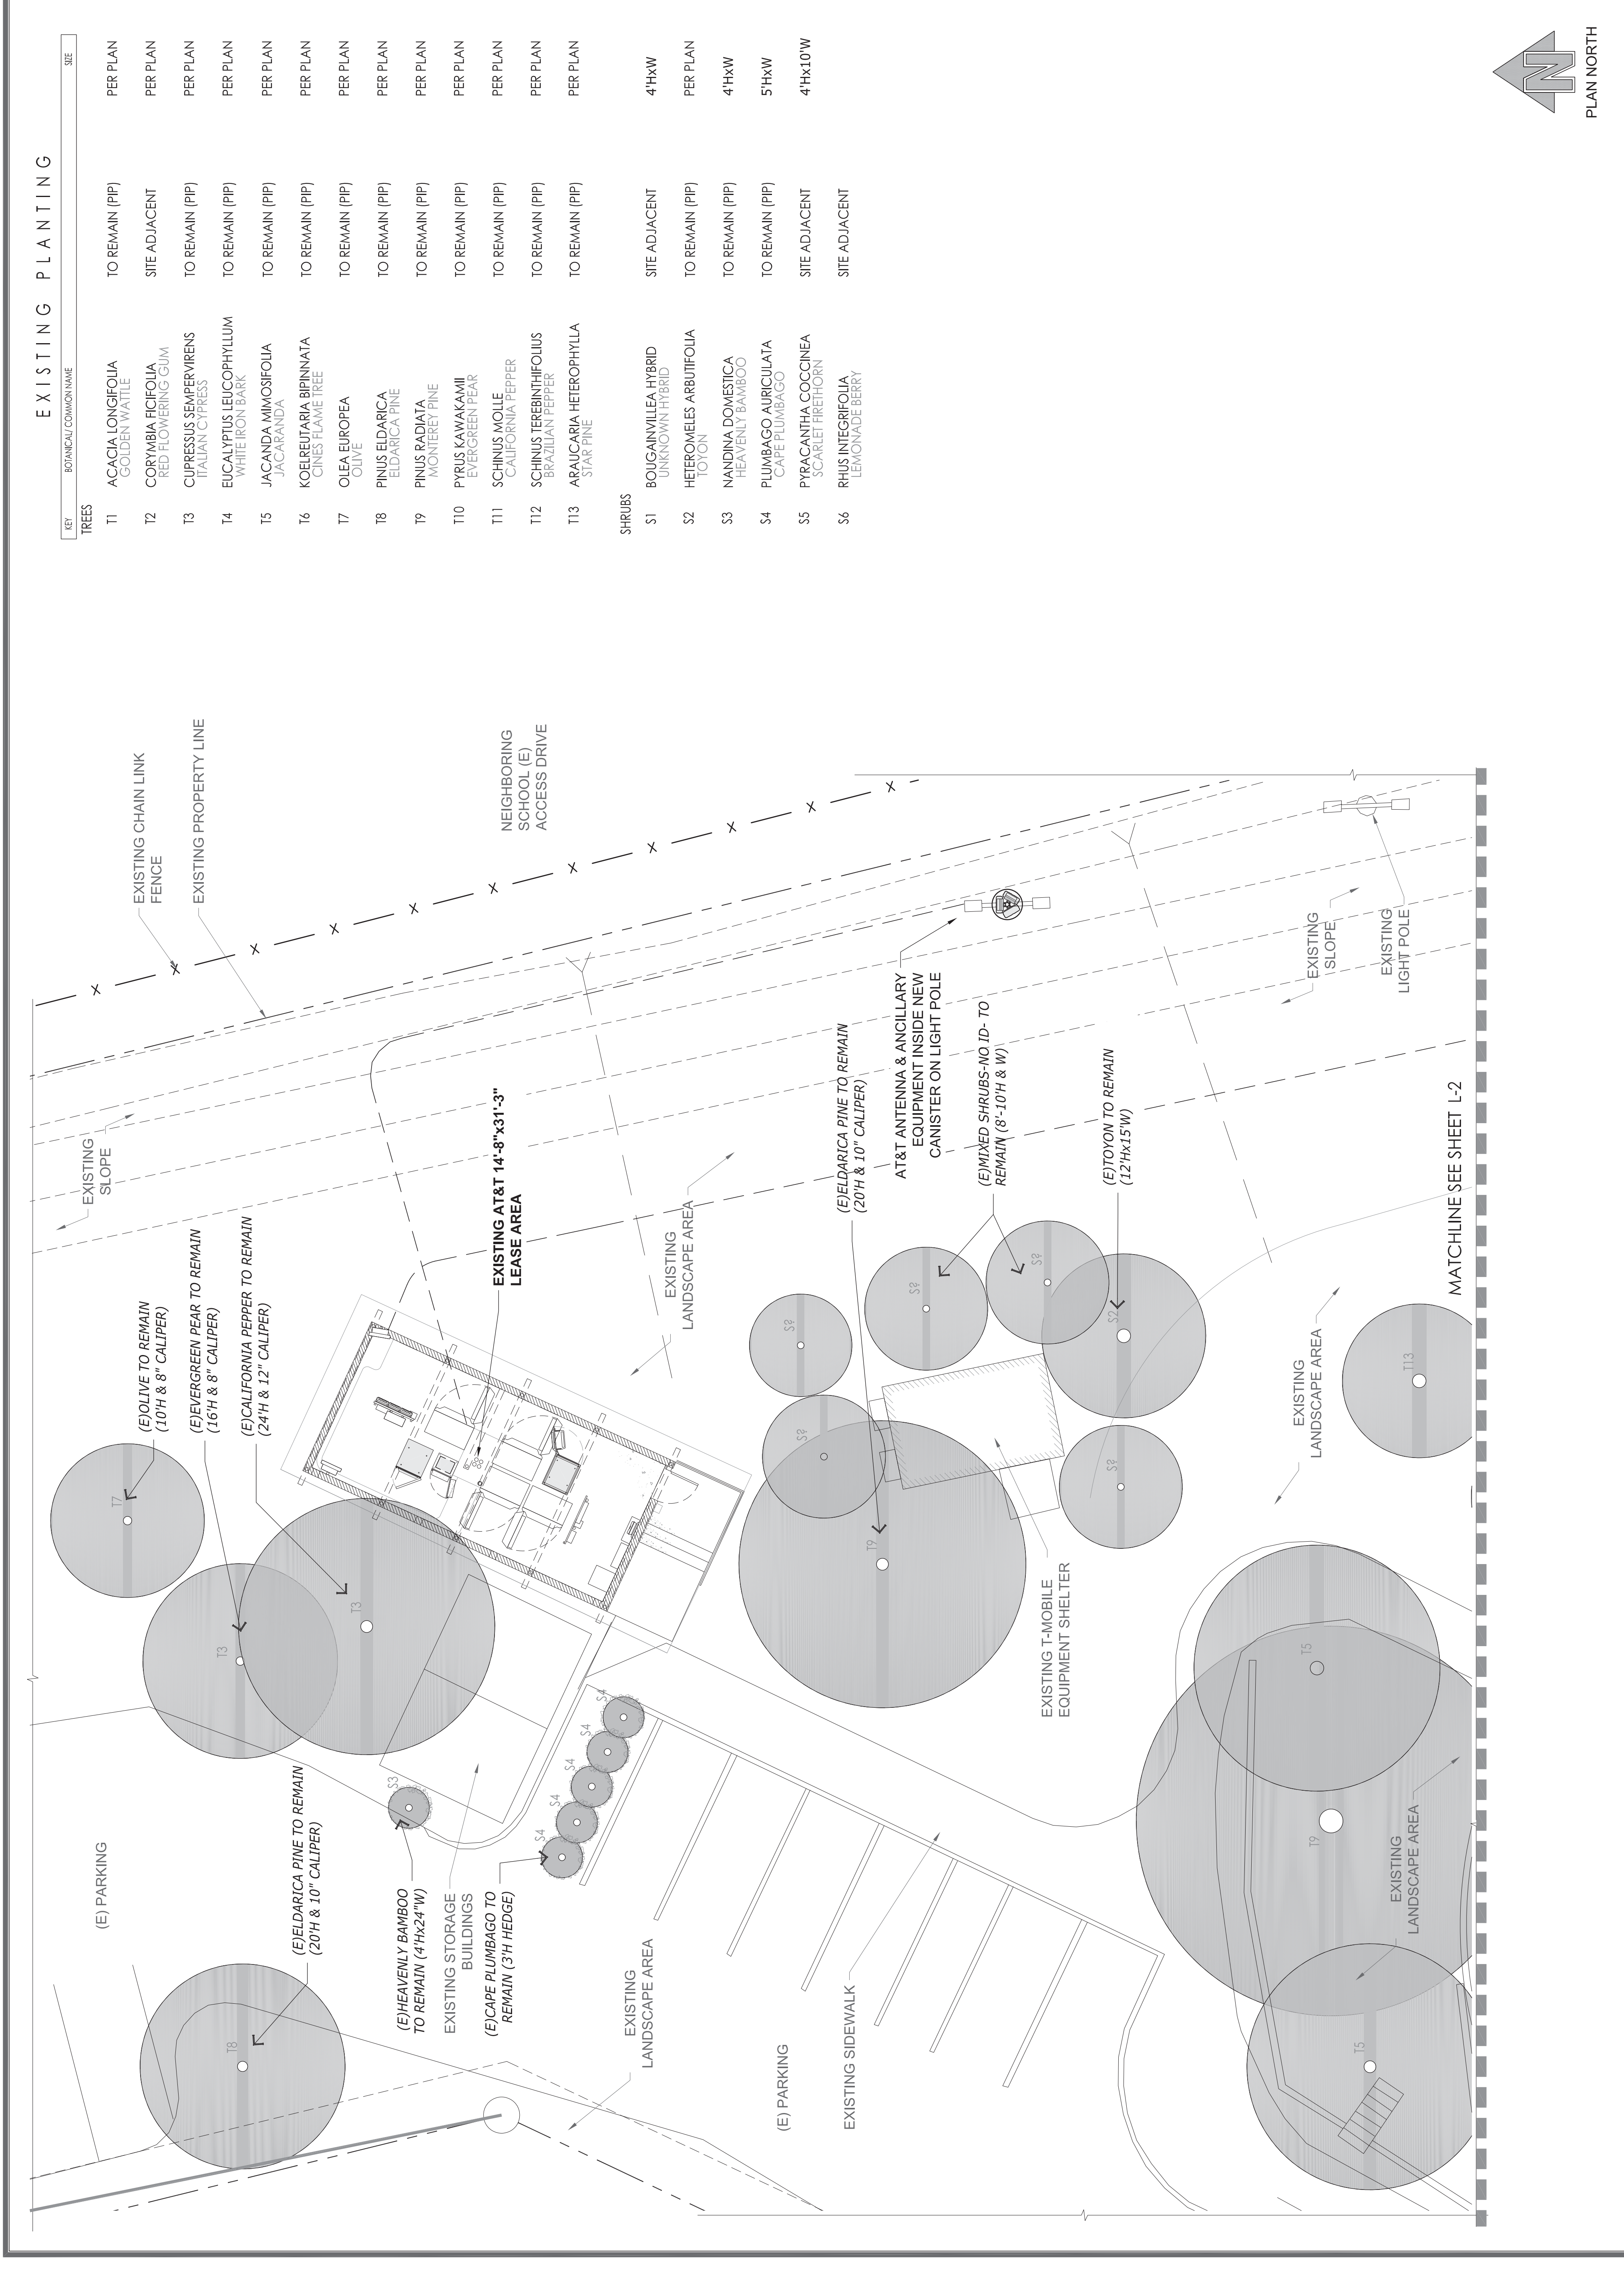 EXISTING PLANTING
KEY BOTANICAL/ COMMON NAME SIZE
TREES
T1 ACACIA LONGIFOLIA TO REMAIN (PIP) PER PLAN
GOLDEN WATTLE
T2 CORYMBIA FICIFOLIA SITE ADJACENT PER PLAN
RED FLOWERING GUM
T3 CUPRESSUS SEMPERVIRENS TO REMAIN (PIP) PER PLAN
ITALIAN CYPRESS
T4 EUCALYPTUS LEUCOPHYLLUM TO REMAIN (PIP) PER PLAN
WHITE IRON BARK
T5 JACANDA MIMOSIFOLIA TO REMAIN (PIP) PER PLAN
JACARANDA
T6 KOELREUTARIA BIPINNATA TO REMAIN (PIP) PER PLAN
CINES FLAME TREE
T7 OLEA EUROPEA TO REMAIN (PIP) PER PLAN
OLIVE
T8 PINUS ELDARICA TO REMAIN (PIP) PER PLAN
ELDARICA PINE
T9 PINUS RADIATA TO REMAIN (PIP) PER PLAN
MONTEREY PINE
T10 PYRUS KAWAKAMII TO REMAIN (PIP) PER PLAN
EVERGREEN PEAR
T11 SCHINUS MOLLE TO REMAIN (PIP) PER PLAN
CALIFORNIA PEPPER
T12 SCHINUS TEREBINTHIFOLIUS TO REMAIN (PIP) PER PLAN
BRAZILIAN PEPPER
T13 ARAUCARIA HETEROPHYLLA TO REMAIN (PIP) PER PLAN
STAR PINE
SHRUBS
S1 BOUGAINVILLEA HYBRID SITE ADJACENT 4'HxW
UNKNOWN HYBRID
S2 HETEROMELES ARBUTIFOLIA TO REMAIN (PIP) PER PLAN
TOYON
S3 NANDINA DOMESTICA TO REMAIN (PIP) 4'HxW
HEAVENLY BAMBOO
S4 PLUMBAGO AURICULATA TO REMAIN (PIP) 5'HxW
CAPE PLUMBAGO
S5 PYRACANTHA COCCINEA SITE ADJACENT 4'Hx10'W
SCARLET FIRETHORN
S6 RHUS INTEGRIFOLIA SITE ADJACENT
LEMONADE BERRY
N
PLAN NORTH
EXISTING CHAIN LINK
FENCE
EXISTING PROPERTY LINE
NEIGHBORING
SCHOOL (E)
ACCESS DRIVE
EXISTING
SLOPE
(E)OLIVE TO REMAIN
(10'H & 8" CALIPER)
(E)EVERGREEN PEAR TO REMAIN
(16'H & 8" CALIPER)
(E)CALIFORNIA PEPPER TO REMAIN
(24'H & 12" CALIPER)
EXISTING AT&T 14'-8"x31'-3"
LEASE AREA
EXISTING
LANDSCAPE AREA
(E)ELDARICA PINE TO REMAIN
(20'H & 10" CALIPER)
AT&T ANTENNA & ANCILLARY
EQUIPMENT INSIDE NEW
CANISTER ON LIGHT POLE
(E)MIXED SHRUBS-NO ID- TO
REMAIN (8'-10'H & W)
(E)TOYON TO REMAIN
(12'Hx15'W)
EXISTING
SLOPE
EXISTING
LIGHT POLE
MATCHLINE SEE SHEET L-2
EXISTING
LANDSCAPE AREA
EXISTING T-MOBILE
EQUIPMENT SHELTER
(E) PARKING
(E)ELDARICA PINE TO REMAIN
(20'H & 10" CALIPER)
(E)HEAVENLY BAMBOO
TO REMAIN (4'Hx24"W)
EXISTING STORAGE
BUILDINGS
(E)CAPE PLUMBAGO TO
REMAIN (3'H HEDGE)
EXISTING
LANDSCAPE AREA
(E) PARKING
EXISTING SIDEWALK
EXISTING
LANDSCAPE AREA
T7
T3
T3
T8
S3
S4
S4
S4
S4
S4
S?
S?
S?
S?
S2
S?
T9
T13
T5
T9
T5
X
X
X
X
X
X
X
X
X
X
X